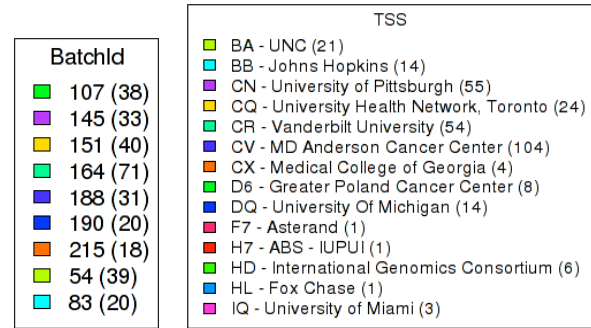 BatchId
107 (38)
145 (33)
151 (40)
164 (71)
188 (31)
190 (20)
215 (18)
54 (39)
83 (20)
TSS
BA - UNC (21)
BB - Johns Hopkins (14)
CN - University of Pittsburgh (55)
CQ - University Health Network, Toronto (24)
CR - Vanderbilt University (54)
CV - MD Anderson Cancer Center (104)
CX - Medical College of Georgia (4)
D6 - Greater Poland Cancer Center (8)
DQ - University Of Michigan (14)
F7 - Asterand (1)
H7 - ABS - IUPUI (1)
HD - International Genomics Consortium (6)
HL - Fox Chase (1)
IQ - University of Miami (3)